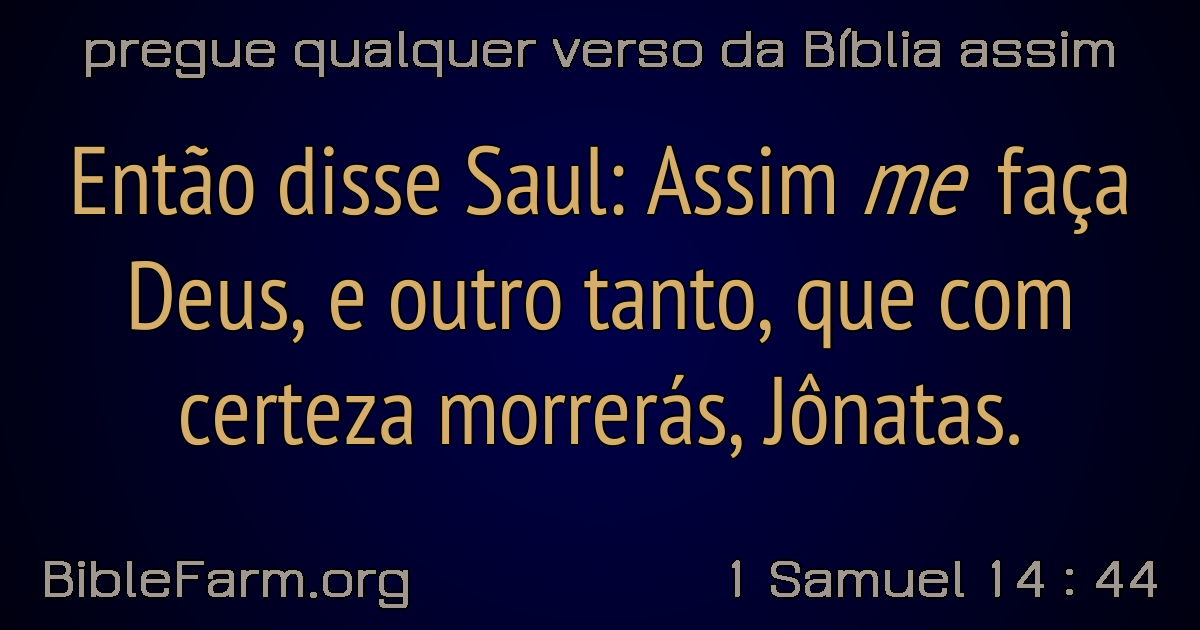 pregue qualquer verso da Bíblia assim
Então disse Saul: Assim me faça
Deus, e outro tanto, que com
certeza morrerás, Jônatas.
BibleFarm.org
1 Samuel 14 : 44